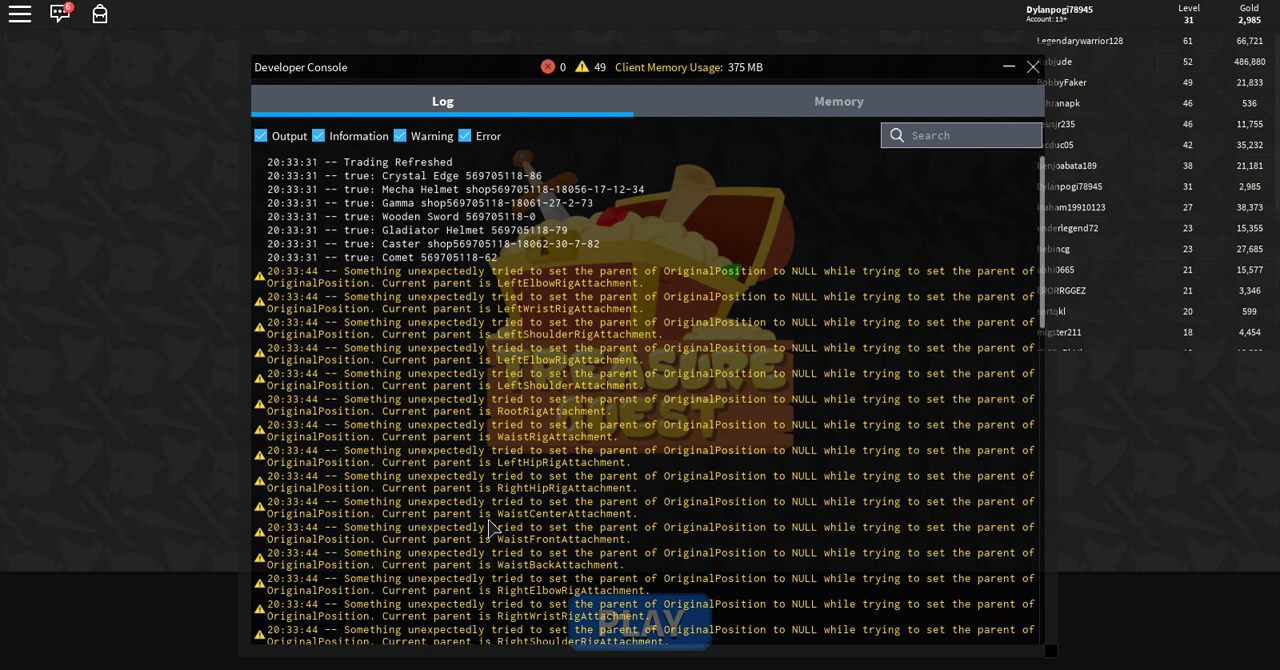 6
Dylanpogi78945 Level Gold
Account: 13+ 31 2,985
Legendarywarrior128 61 66,721
52 486,880
BobbyFaker 49 21,833
46 536
46 11,755
42 35,232
38 21,181
Dylanpogi78945 31 2,985
27 38,373
23 15,355
23 27,685
21 15,577
21 3,346
20 599
18 4,454
Developer Console 0 49 Client Memory Usage: 375 MB
Log Memory
Output Information Warning Error Search
20:33:31 -- Trading Refreshed
20:33:31 -- true: Crystal Edge 569705118-86
20:33:31 -- true: Mecha Helmet shop569705118-18056-17-12-34
20:33:31 -- true: Gamma shop569705118-18061-27-2-73
20:33:31 -- true: Wooden Sword 569705118-0
20:33:31 -- true: Gladiator Helmet 569705118-79
20:33:31 -- true: Caster shop569705118-18062-30-7-82
20:33:31 -- true: Comet 569705118-62
20:33:44 -- Something unexpectedly tried to set the parent of OriginalPosition to NULL while trying to set the parent of
OriginalPosition. Current parent is LeftElbowRigAttachment.
20:33:44 -- Something unexpectedly tried to set the parent of OriginalPosition to NULL while trying to set the parent of
OriginalPosition. Current parent is LeftWristRigAttachment.
20:33:44 -- Something unexpectedly tried to set the parent of OriginalPosition to NULL while trying to set the parent of
OriginalPosition. Current parent is LeftShoulderRigAttachment.
20:33:44 -- Something unexpectedly tried to set the parent of OriginalPosition to NULL while trying to set the parent of
OriginalPosition. Current parent is LeftElbowRigAttachment.
20:33:44 -- Something unexpectedly tried to set the parent of OriginalPosition to NULL while trying to set the parent of
OriginalPosition. Current parent is LeftShoulderAttachment.
20:33:44 -- Something unexpectedly tried to set the parent of OriginalPosition to NULL while trying to set the parent of
OriginalPosition. Current parent is RootRigAttachment.
20:33:44 -- Something unexpectedly tried to set the parent of OriginalPosition to NULL while trying to set the parent of
OriginalPosition. Current parent is WaistRigAttachment.
20:33:44 -- Something unexpectedly tried to set the parent of OriginalPosition to NULL while trying to set the parent of
OriginalPosition. Current parent is LeftHipRigAttachment.
20:33:44 -- Something unexpectedly tried to set the parent of OriginalPosition to NULL while trying to set the parent of
OriginalPosition. Current parent is RightHipRigAttachment.
20:33:44 -- Something unexpectedly tried to set the parent of OriginalPosition to NULL while trying to set the parent of
OriginalPosition. Current parent is WaistCenterAttachment.
20:33:44 -- Something unexpectedly tried to set the parent of OriginalPosition to NULL while trying to set the parent of
OriginalPosition. Current parent is WaistFrontAttachment.
20:33:44 -- Something unexpectedly tried to set the parent of OriginalPosition to NULL while trying to set the parent of
OriginalPosition. Current parent is WaistBackAttachment.
20:33:44 -- Something unexpectedly tried to set the parent of OriginalPosition to NULL while trying to set the parent of
OriginalPosition. Current parent is RightElbowRigAttachment.
20:33:44 -- Something unexpectedly tried to set the parent of OriginalPosition to NULL while trying to set the parent of
OriginalPosition. Current parent is RightWristRigAttachment.
20:33:44 -- Something unexpectedly tried to set the parent of OriginalPosition to NULL while trying to set the parent of
OriginalPosition. Current parent is RightShoulderRigAttachment.
TREASURE
QUEST
PLAY